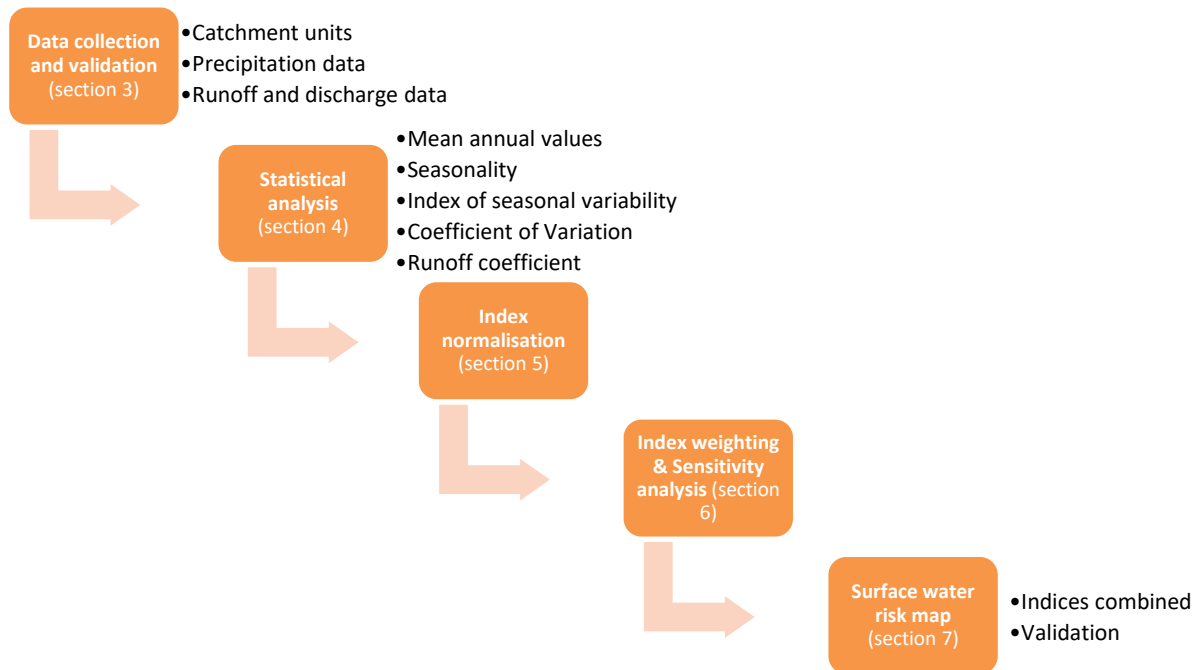 Data collection
and validation
(section 3)
•Catchment units
•Precipitation data
•Runoff and discharge data
Statistical
analysis
(section 4)
•Mean annual values
•Seasonality
•Index of seasonal variability
•Coefficient of Variation
•Runoff coefficient
Index
normalisation
(section 5)
Index weighting
& Sensitivity
analysis (section
6)
Surface water
risk map
(section 7)
•Indices combined
•Validation